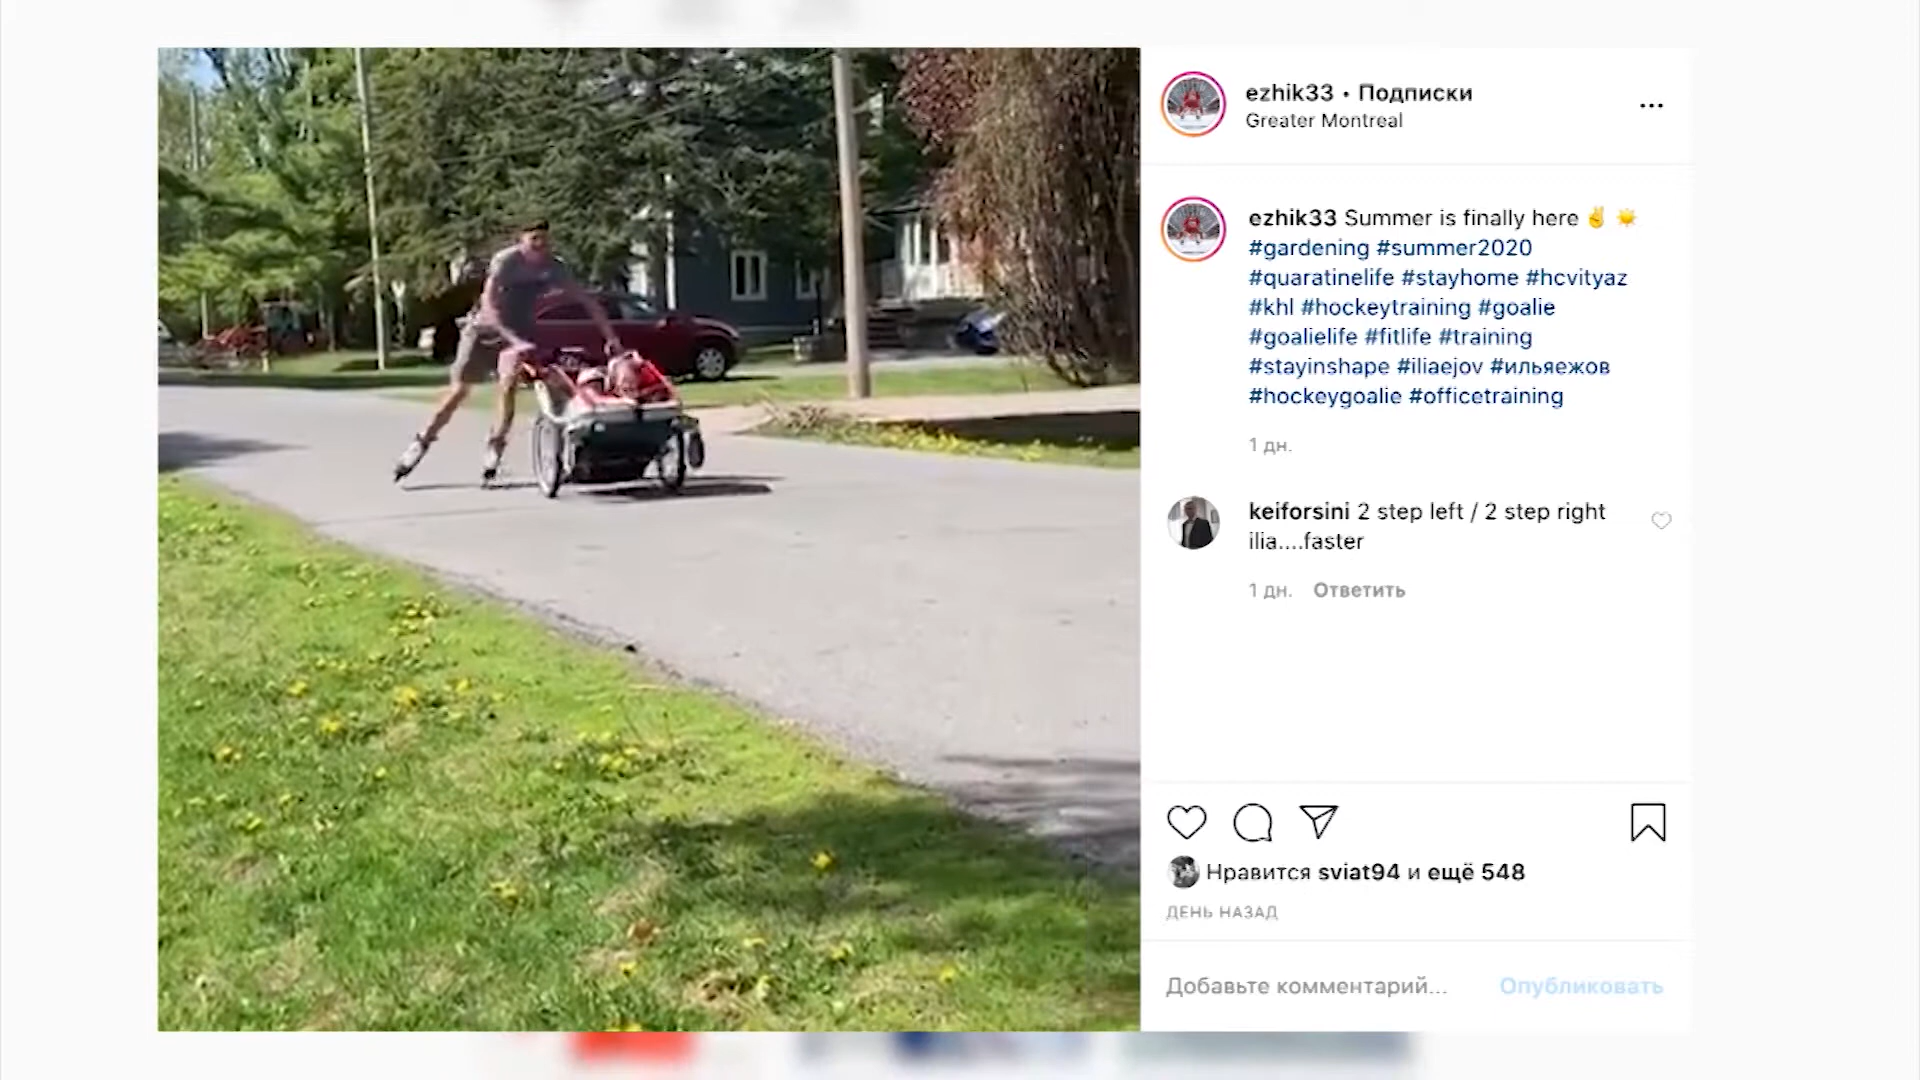 ezhik33 • Подписки
Greater Montreal
ezhik33 Summer is finally here ✌️ ☀️
#gardening #summer2020
#quaratinelife #stayhome #hcvityaz
#khl #hockeytraining #goalie
#goalielife #fitlife #training
#stayinshape #iliaejov #ильяежов
#hockeygoalie #officetraining
1 дн.
keiforsini 2 step left / 2 step right
ilia....faster
1 дн. Ответить
Нравится sviat94 и ещё 548
ДЕНЬ НАЗАД
Добавьте комментарий... Опубликовать